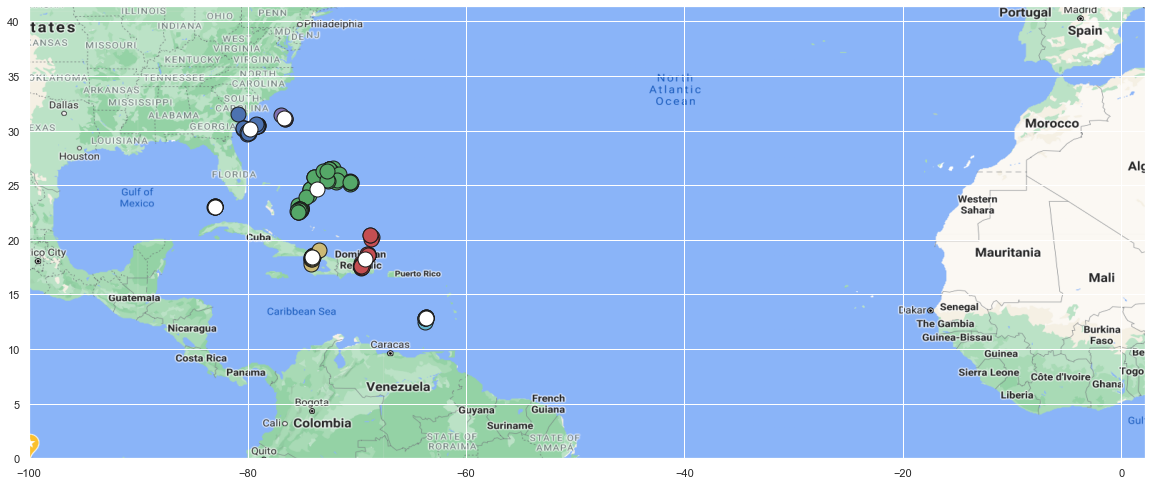 ILLINOIS
OHIO
PENN
Philadelphia
Madrid
Portugal
Spain
tates
INDIANA
MD
DE NJ
KANSAS
MISSOURI
WEST
VIRGINIA
KENTUCKY
VIRGINIA
OKLAHOMA
TENNESSEE
NORTH
CAROLINA
ARKANSAS
MISSISSIPPI
SOUTH
CAROLINA
Dallas
ALABAMA
GEORGIA
EXAS
LOUISIANA
Houston
FLORIDA
Gulf of
Mexico
North
Atlantic
Ocean
Morocco
Alg
Western
Sahara
Cuba
ico City
Dominican
Republic
Puerto Rico
Mauritania
Mali
Guatemala
Caribbean Sea
Nicaragua
Dakar
Senegal
The Gambia
Guinea-Bissau
Burkina
Faso
Costa Rica
Panama
Caracas
Guinea
Be
Venezuela
Sierra Leone
Côte d'Ivoire
Togo
Ghana
Liberia
Bogota
Guyana
French
Guiana
Cali
Colombia
Suriname
Gulf
STATE OF
RORAIMA
STATE OF
AMAPA
Quito
40
35
30
25
20
15
10
5
0
−100
−80
−60
−40
−20
0